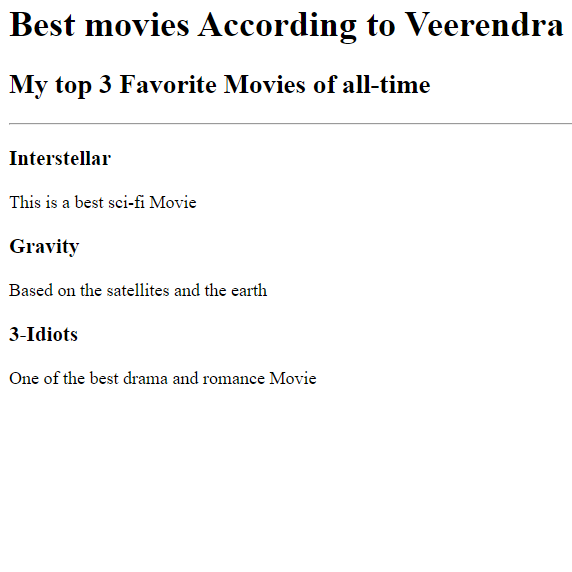 Best movies According to Veerendra
My top 3 Favorite Movies of all-time
Interstellar
This is a best sci-fi Movie
Gravity
Based on the satellites and the earth
3-Idiots
One of the best drama and romance Movie